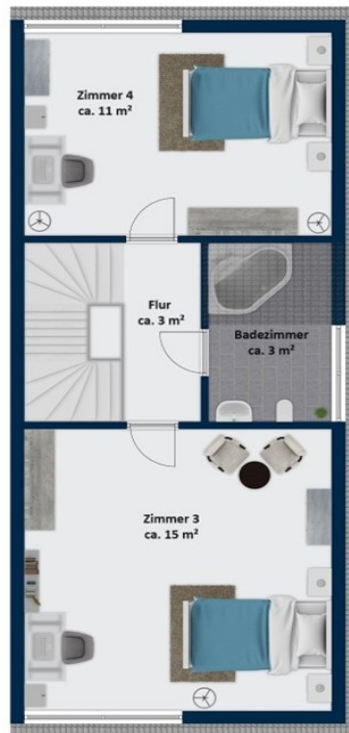 Zimmer 4
ca. 11 m²
Flur
ca. 3 m²
Badezimmer
ca. 3 m²
Zimmer 3
ca. 15 m²